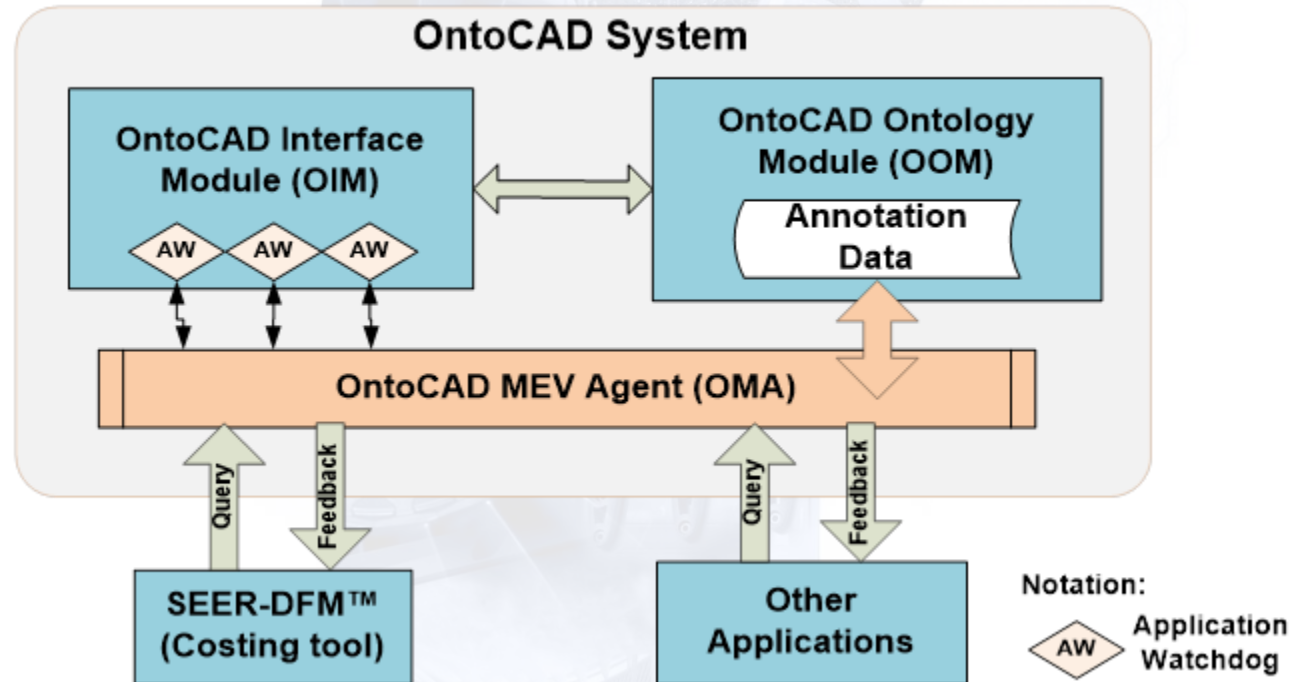 OntoCAD System
OntoCAD Interface
Module (OIM)
AW AW AW
OntoCAD Ontology
Module (OOM)
Annotation
Data
OntoCAD MEV Agent (OMA)
Query
Feedback
Query
Feedback
SEER-DFM™
(Costing tool)
Other
Applications
Notation:
AW
Application
Watchdog